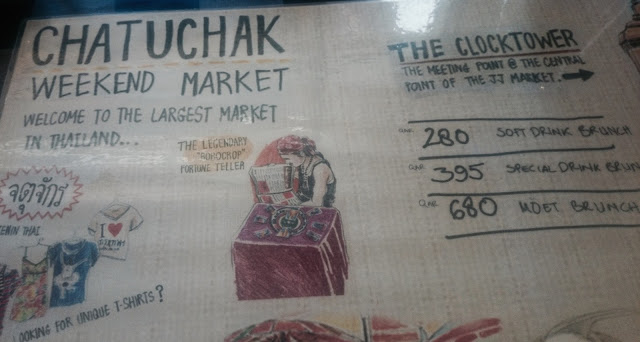 CHATUCHAK
WEEKEND MARKET
WELCOME TO THE LARGEST MARKET
IN THAILAND...
THE LEGENDARY
"BOHOCHOP"
FORTUNE TELLER
จตุจักร
THAI
I ♥
LOOKING FOR UNIQUE T-SHIRTS?
THE CLOCKTOWER
THE MEETING POINT @ THE CENTRAL
POINT OF THE JJ MARKET.
280 SOFT DRINK BRUNCH
395 SPECIAL DRINK
680 MOET BRUNCH